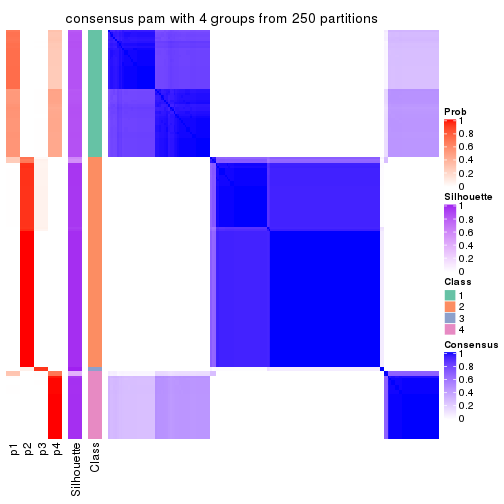 consensus pam with 4 groups from 250 partitions
Prob
1
0.8
0.6
0.4
0.2
0
Silhouette
1
0.8
0.6
0.4
0.2
0
Class
1
2
3
4
Consensus
1
0.8
0.6
0.4
0.2
0
p1
p2
p3
p4
Silhouette
Class